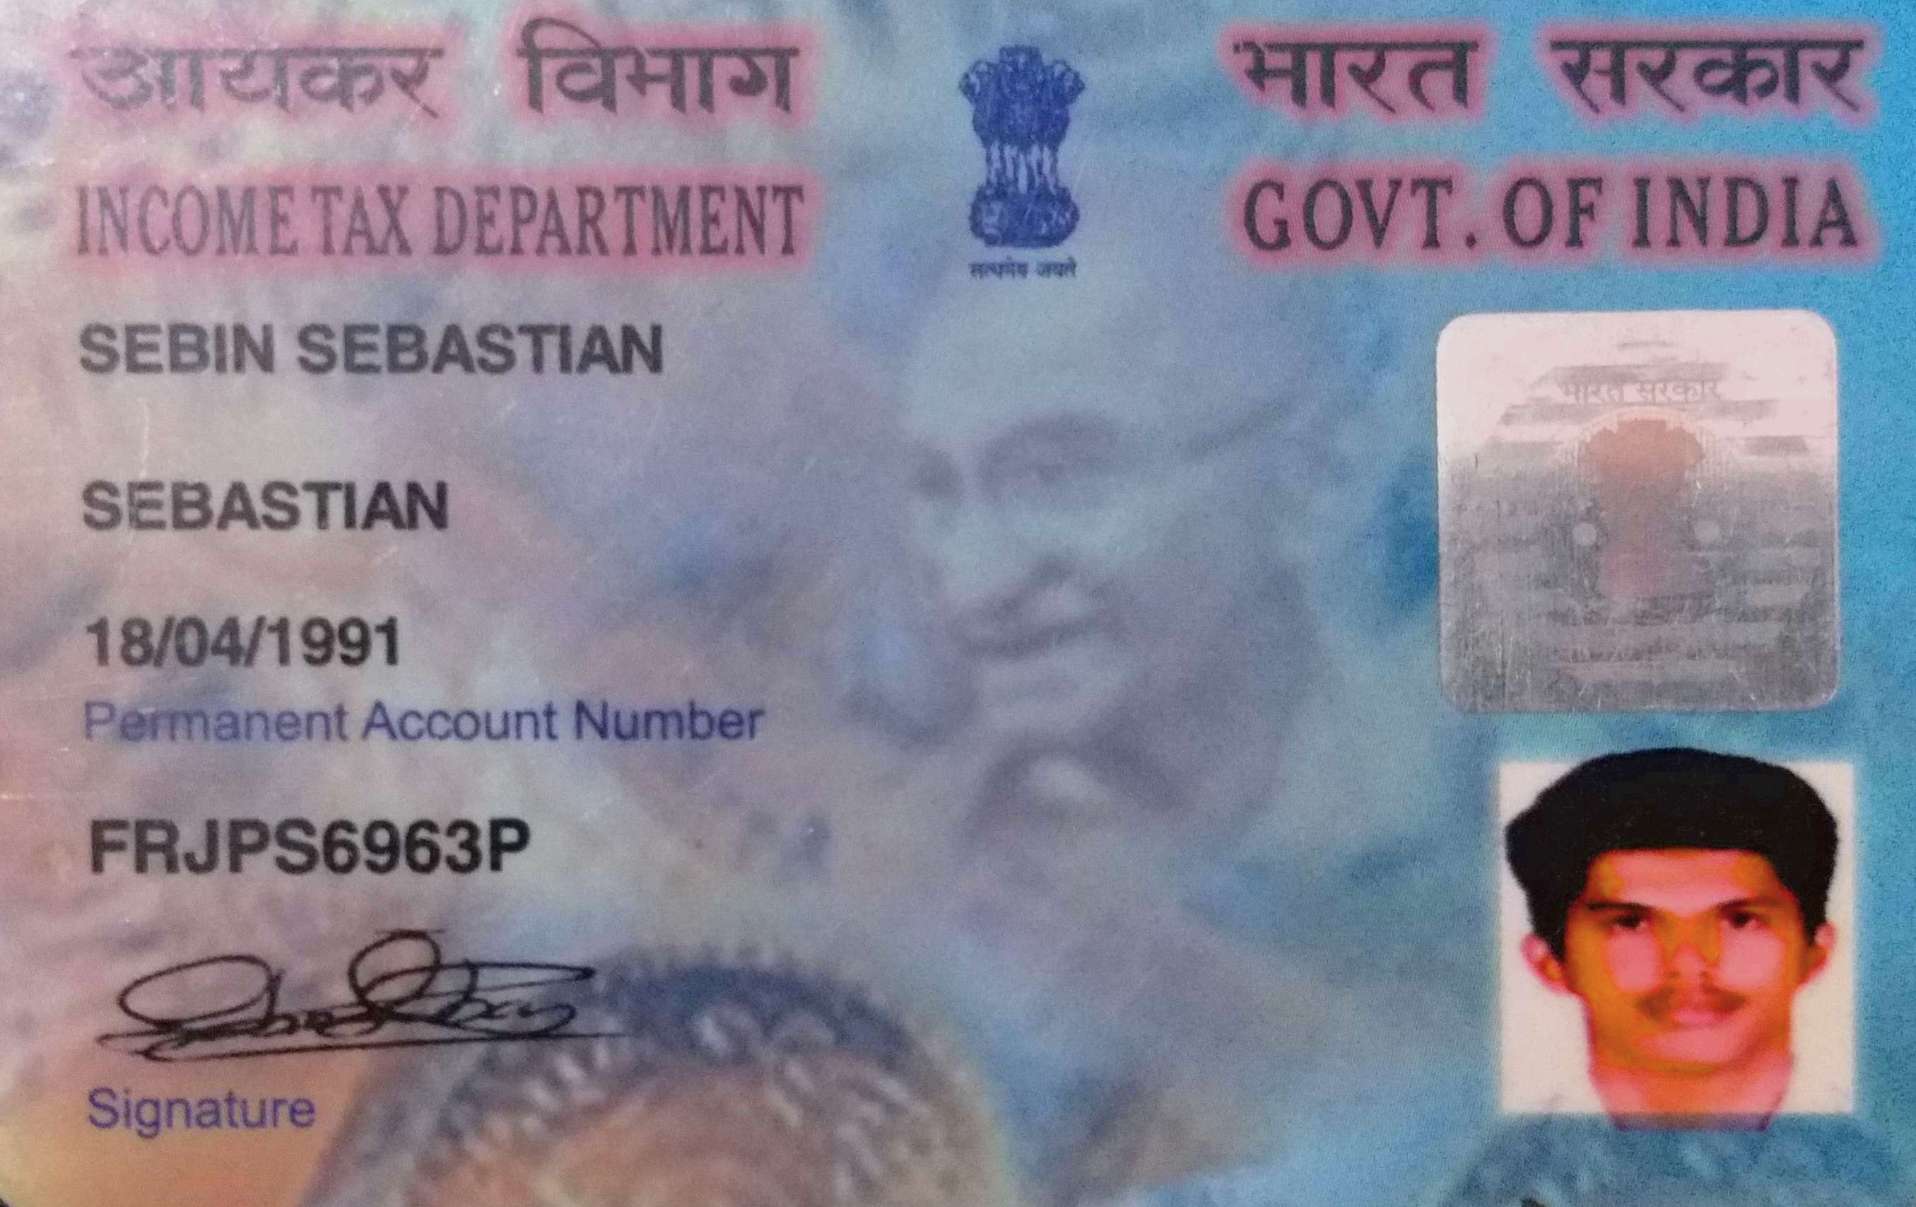 आयकर विभाग
INCOME TAX DEPARTMENT
भारत सरकार
GOVT. OF INDIA
सत्यमेव जयते
SEBIN SEBASTIAN
SEBASTIAN
18/04/1991
Permanent Account Number
FRJPS6963P
Signature
भारत सरकार